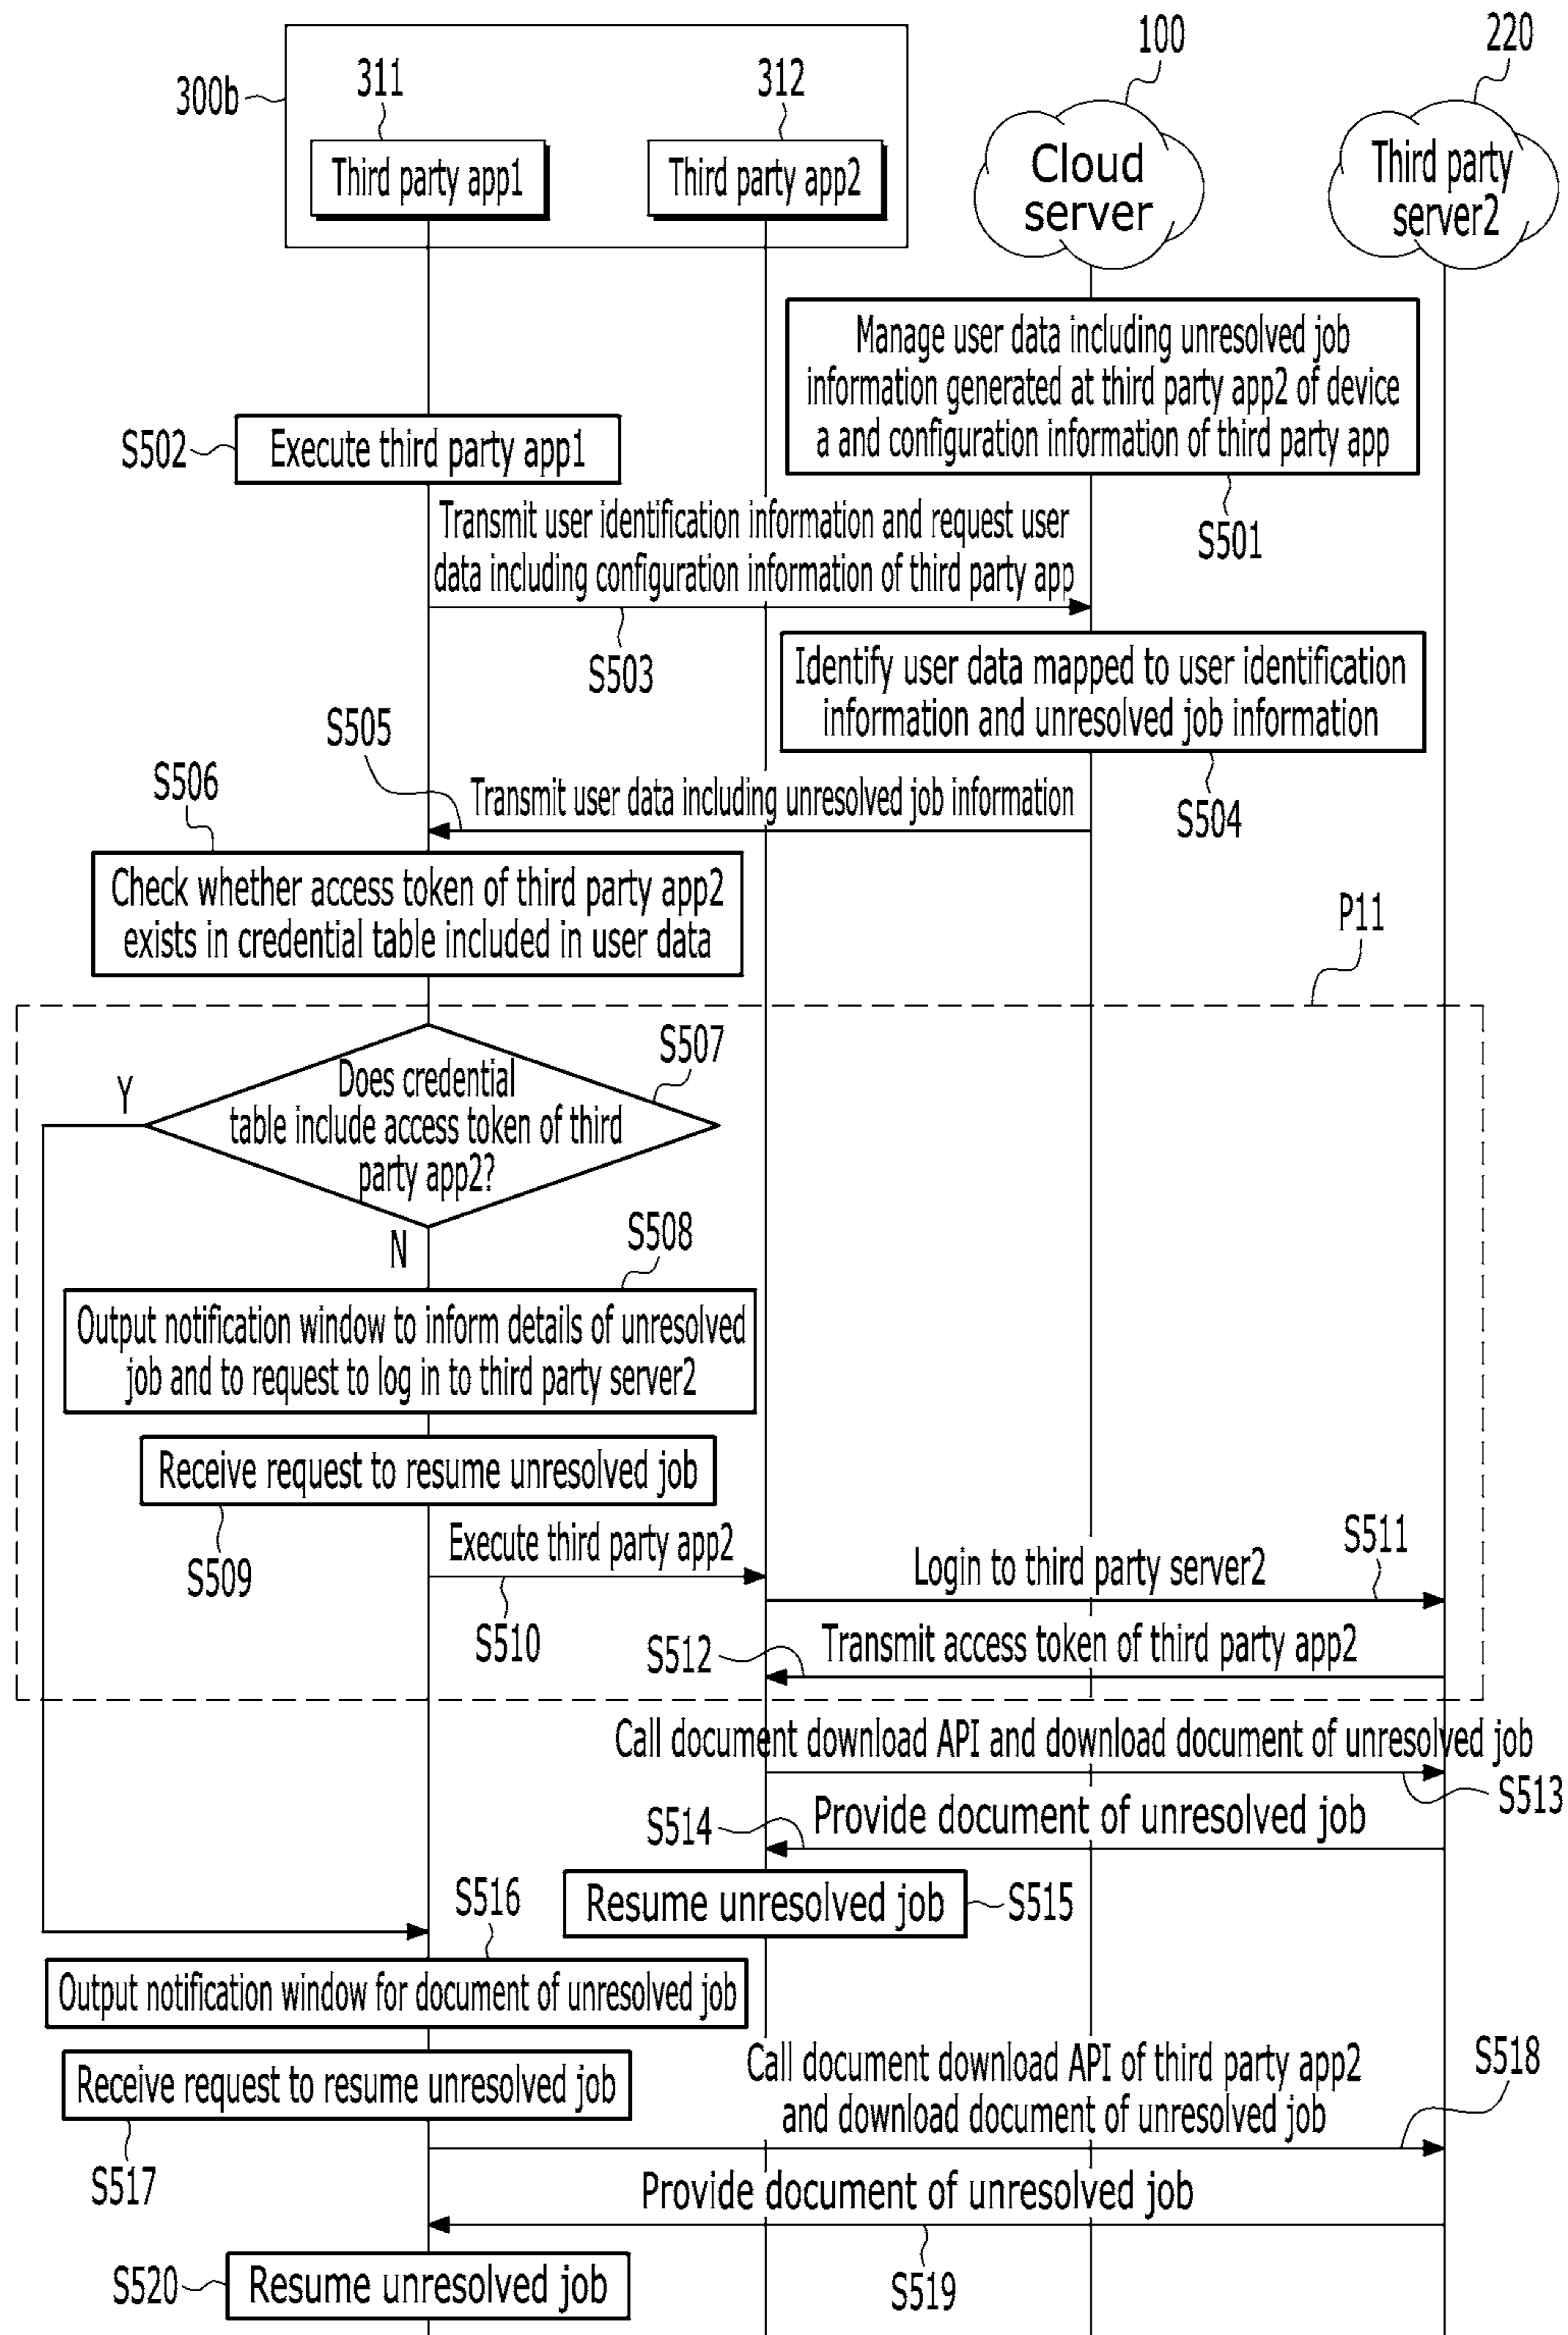 100
220
300b
311
312
Third party app1
Third party app2
Cloud
server
Third party
server2
Manage user data including unresolved job
information generated at third party app2 of device
a and configuration information of third party app
S501
S502
Execute third party app1
Transmit user identification information and request user
data including configuration information of third party app
S503
Identify user data mapped to user identification
information and unresolved job information
S504
S505
Transmit user data including unresolved job information
S506
Check whether access token of third party app2
exists in credential table included in user data
P11
S507
Y
Does credential
table include access token of third
party app2?
N
S508
Output notification window to inform details of unresolved
job and to request to log in to third party server2
Receive request to resume unresolved job
S509
Execute third party app2
S510
Login to third party server2
S511
S512
Transmit access token of third party app2
Call document download API and download document of unresolved job
S513
S514
Provide document of unresolved job
Resume unresolved job
S515
S516
Output notification window for document of unresolved job
Receive request to resume unresolved job
S517
Call document download API of third party app2
and download document of unresolved job
S518
Provide document of unresolved job
S519
S520
Resume unresolved job